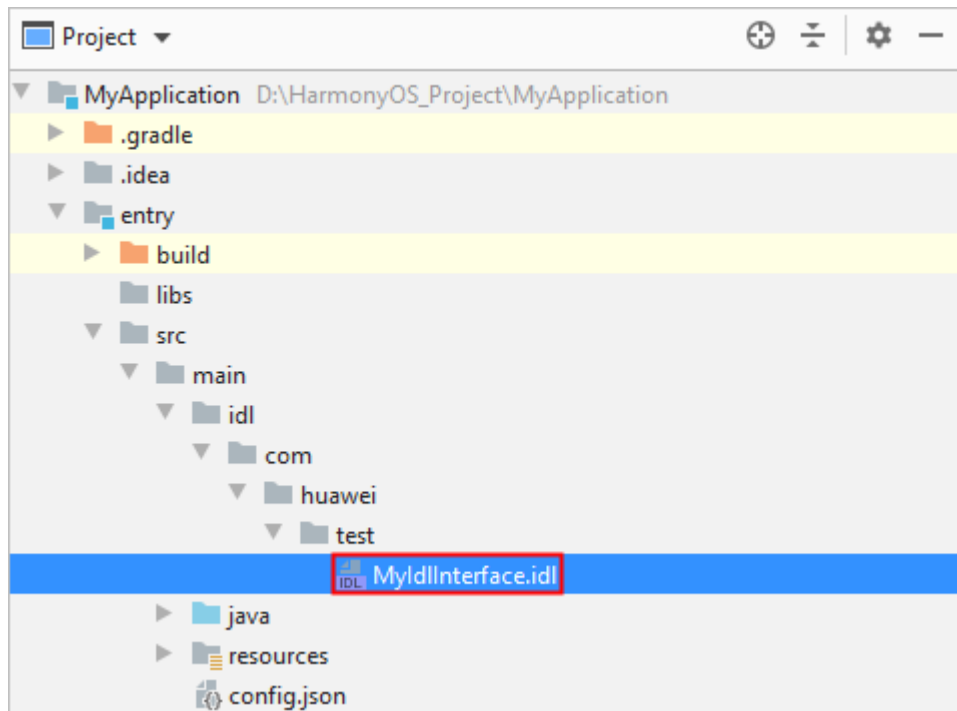 Project
MyApplication D:\HarmonyOS_Project\MyApplication
.gradle
.idea
entry
build
libs
src
main
idl
com
huawei
test
IDL MyIdlInterface.idl
java
resources
config.json